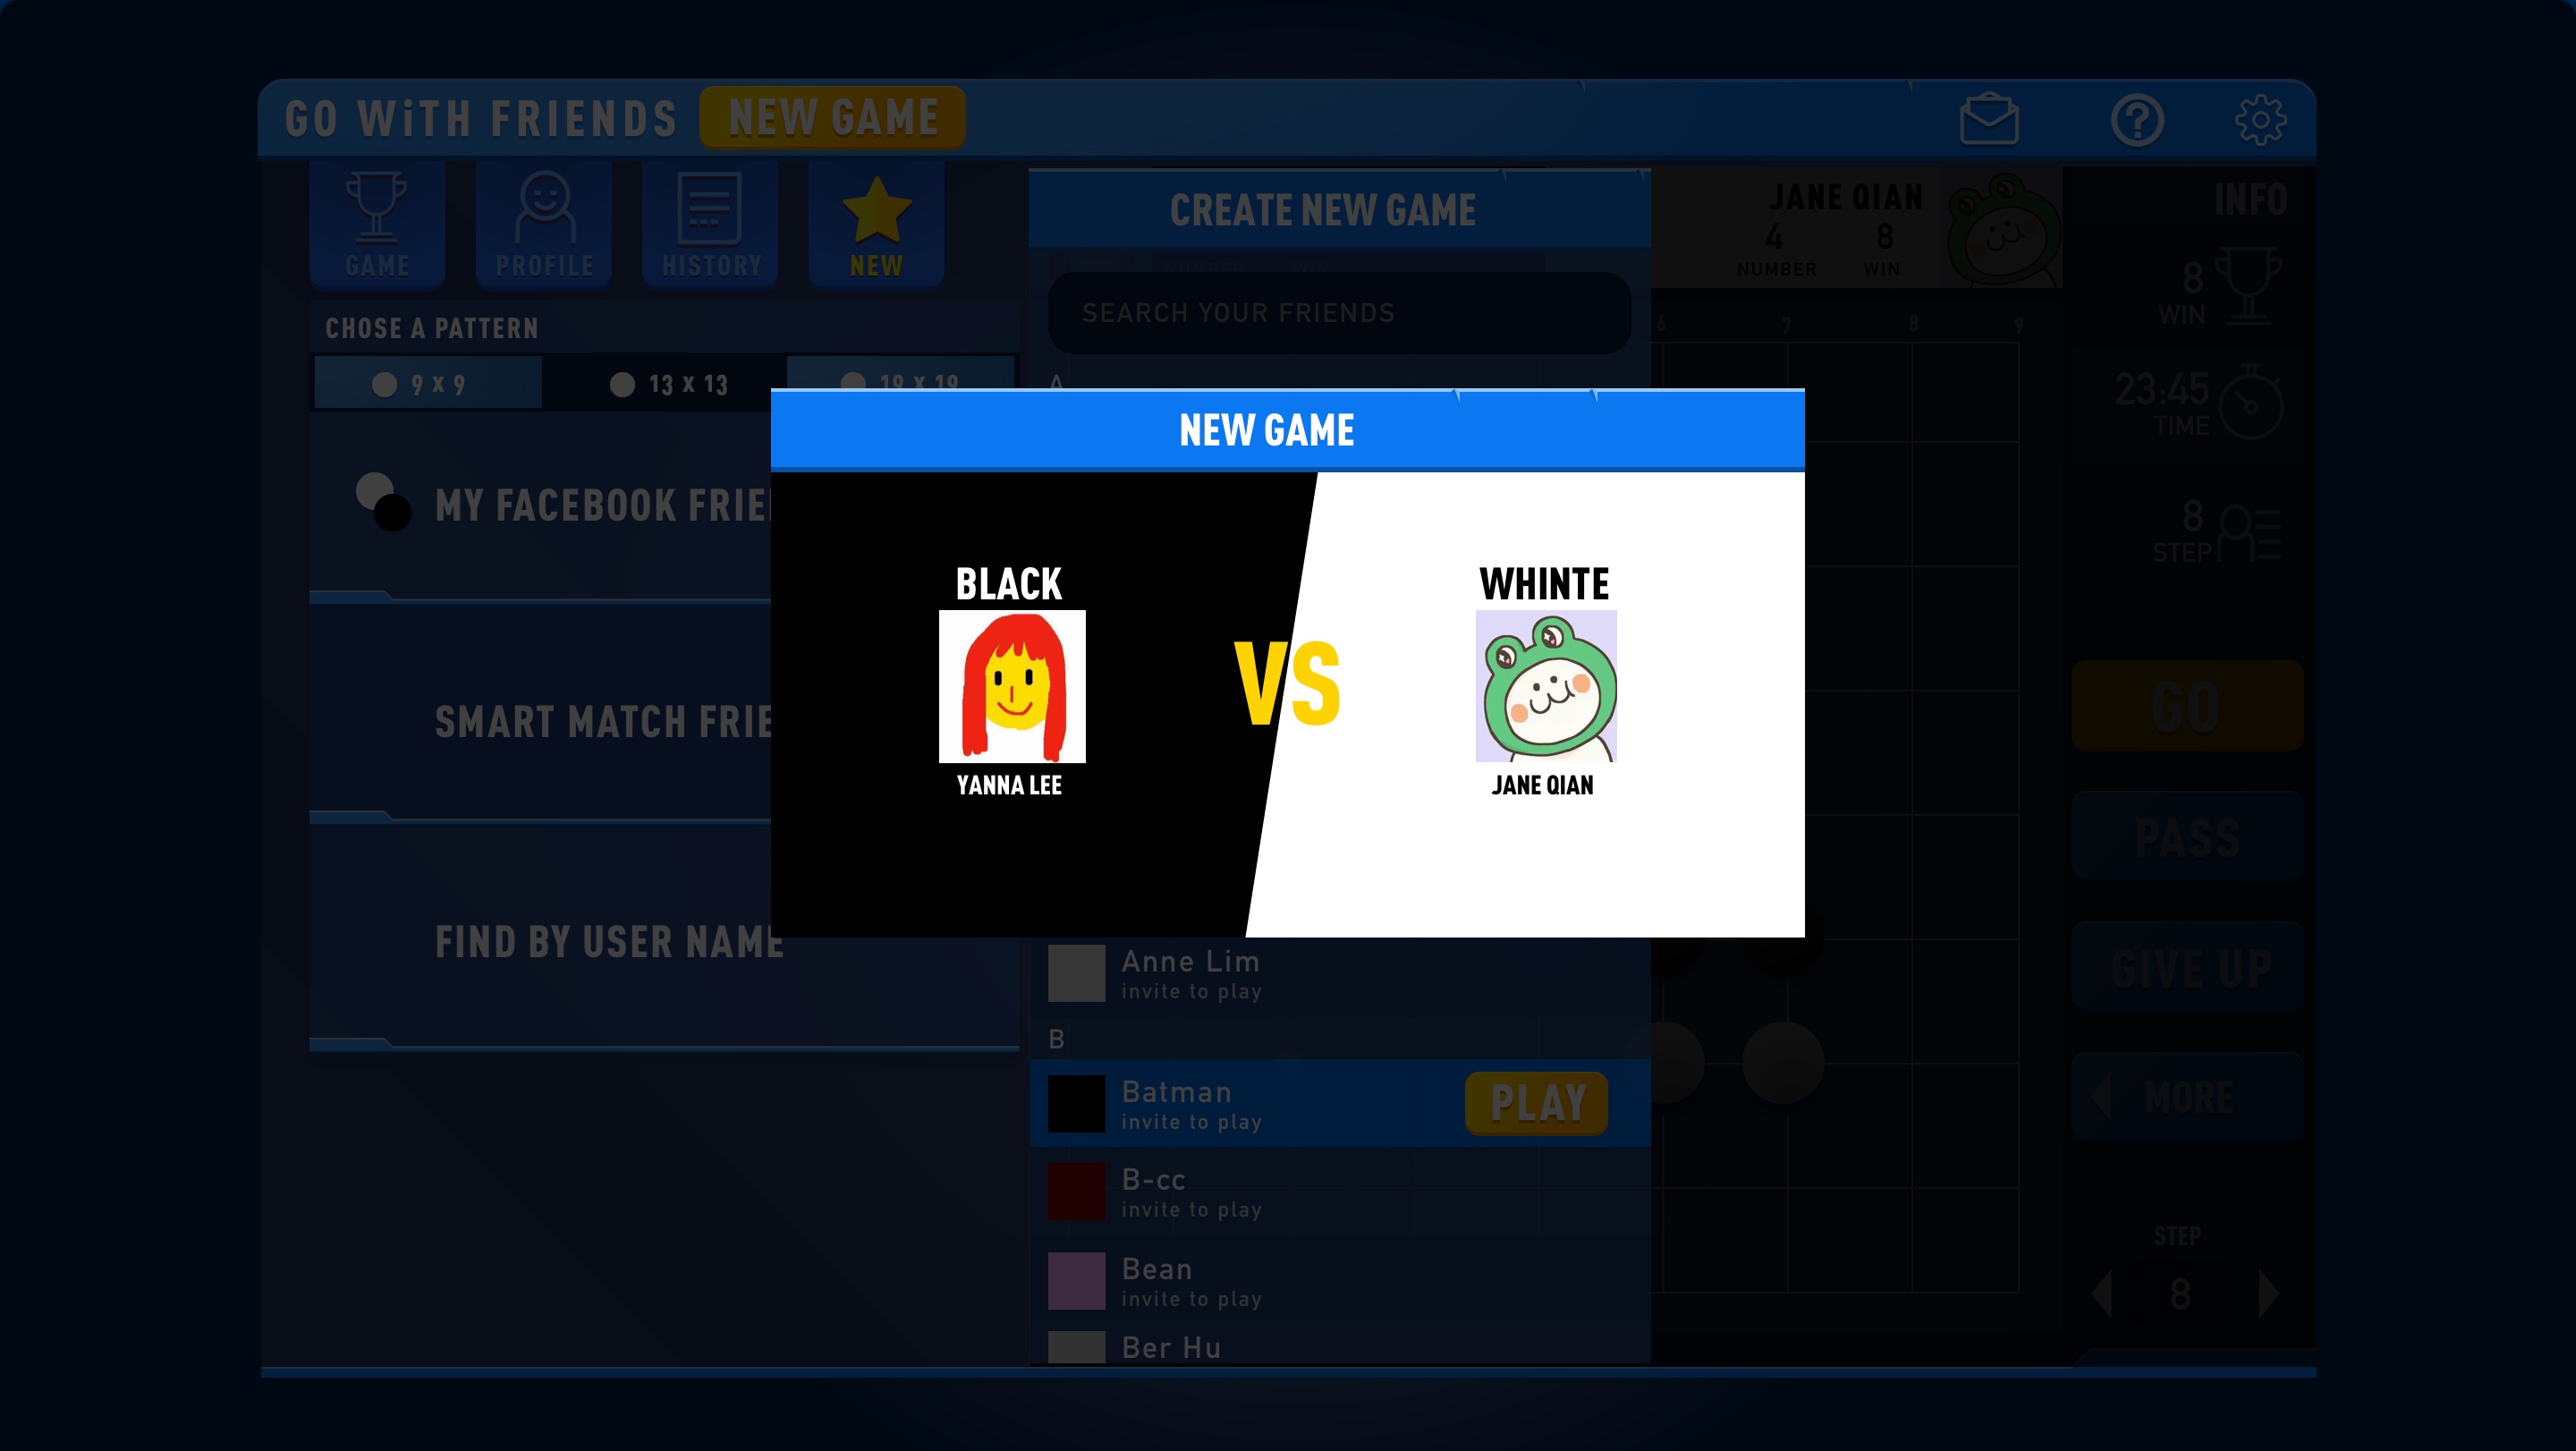 GO WiTH FRIENDS
NEW GAME
GAME
PROFILE
HISTORY
NEW
CHOSE A PATTERN
9 X 9
13 X 13
19 X 19
MY FACEBOOK FRIE
SMART MATCH FRIE
FIND BY USER NAME
CREATE NEW GAME
NUMBER WIN
SEARCH YOUR FRIENDS
A
NEW GAME
BLACK
YANNA LEE
VS
WHINTE
JANE QIAN
Anne Lim
invite to play
B
Batman
invite to play
PLAY
B-cc
invite to play
Bean
invite to play
Ber Hu
JANE QIAN
4 8
NUMBER WIN
6 7 8 9
INFO
8
WIN
23:45
TIME
8
STEP
GO
PASS
GIVE UP
MORE
STEP
8